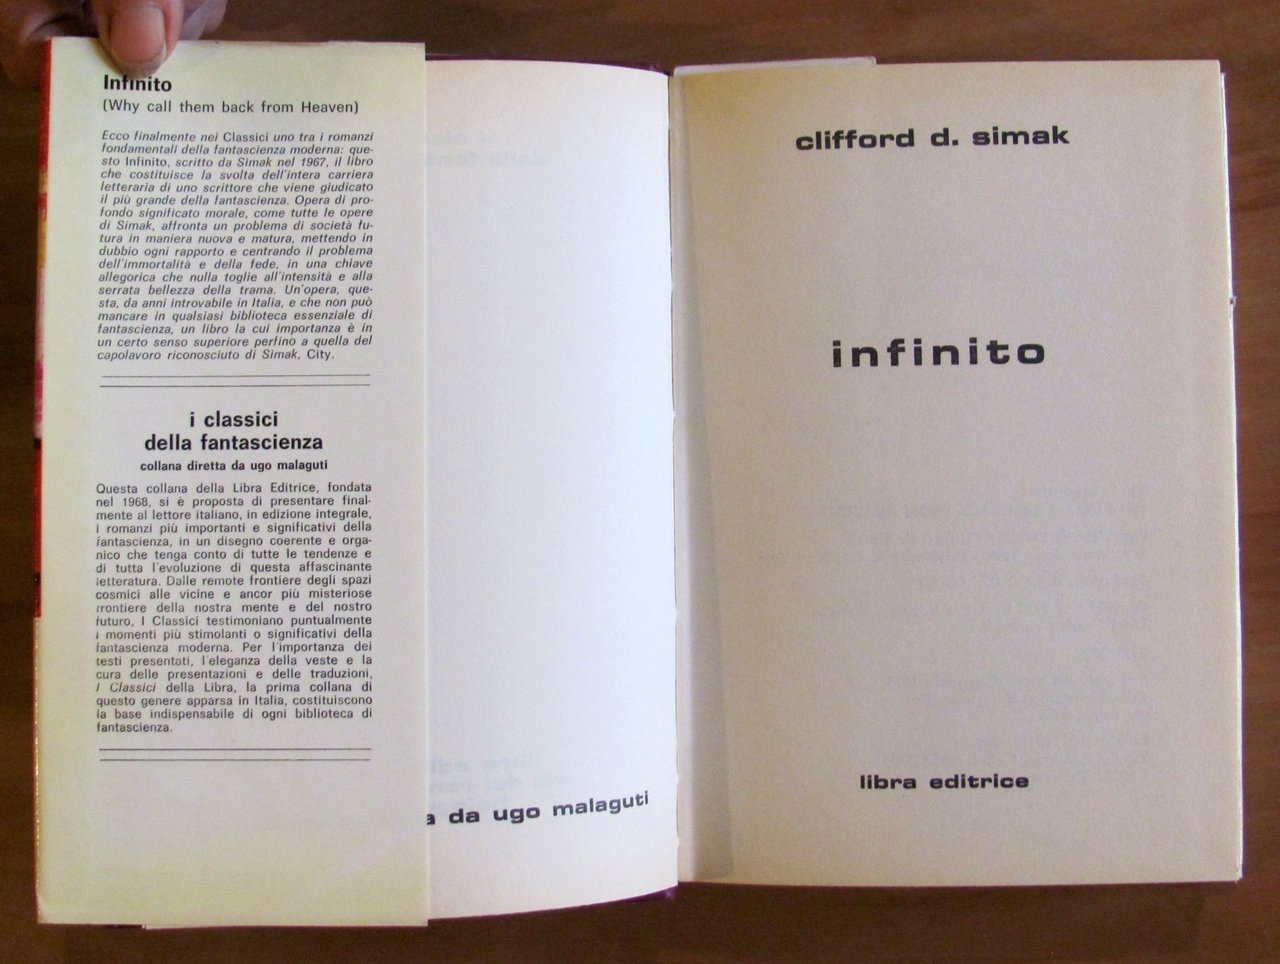 Infinito
(Why call them back from Heaven)
Ecco finalmente nei Classici uno tra i romanzi
fondamentali della fantascienza moderna: que-
sto Infinito, scritto da Simak nel 1967, il libro
che costituisce la svolta dell'intera carriera
letteraria di uno scrittore che viene giudicato
il più grande della fantascienza. Opera di pro-
fondo significato morale, come tutte le opere
di Simak, affronta un problema di società fu-
tura in maniera nuova e matura, mettendo in
dubbio ogni rapporto e centrando il problema
dell'immortalità e della fede, in una chiave
allegorica che nulla toglie all'intensità e alla
serrata bellezza della trama. Un'opera, que-
sta, da anni introvabile in Italia, e che non può
mancare in qualsiasi biblioteca essenziale di
fantascienza, un libro la cui importanza è in
un certo senso superiore perfino a quella del
capolavoro riconosciuto di Simak, City.
i classici
della fantascienza
collana diretta da ugo malaguti
Questa collana della Libra Editrice, fondata
nel 1968, si è proposta di presentare final-
mente al lettore italiano, in edizione integrale,
i romanzi più importanti e significativi della
fantascienza, in un disegno coerente e orga-
nico che tenga conto di tutte le tendenze e
di tutta l'evoluzione di questa affascinante
letteratura. Dalle remote frontiere degli spazi
cosmici alle vicine e ancor più misteriose
frontiere della nostra mente e del nostro
futuro, I Classici testimoniano puntualmente
i momenti più stimolanti o significativi della
fantascienza moderna. Per l'importanza dei
testi presentati, l'eleganza della veste e la
cura delle presentazioni e delle traduzioni,
I Classici della Libra, la prima collana di
questo genere apparsa in Italia, costituiscono
la base indispensabile di ogni biblioteca di
fantascienza.
a da ugo malaguti
clifford d. simak
infinito
libra editrice